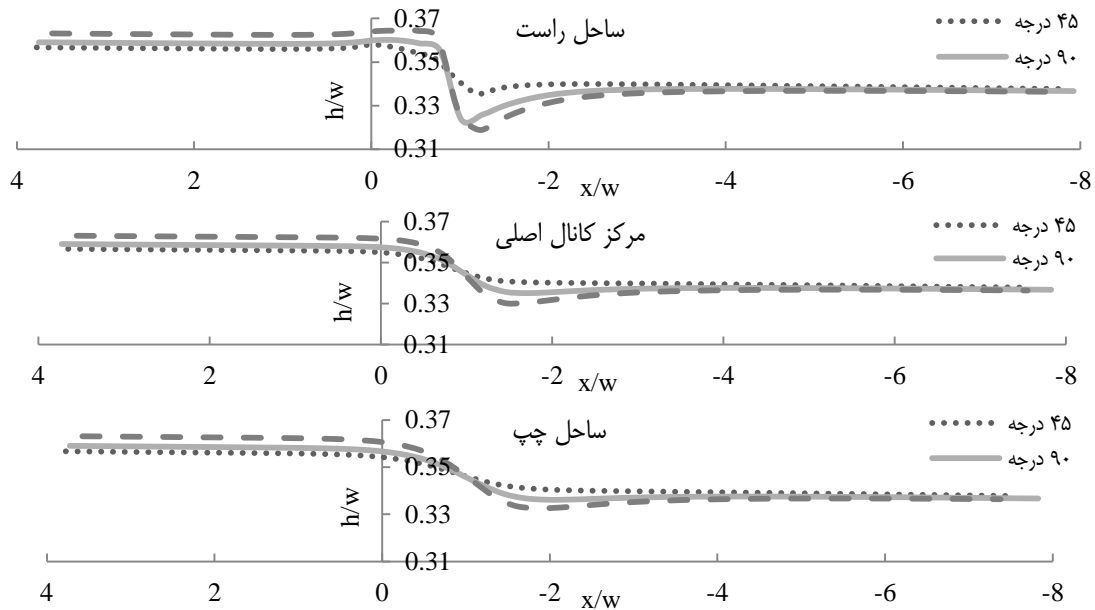 ساحل راست
۴۵ درجه
۹۰ درجه
h/w
0.37
0.35
0.33
0.31
4 2 0 -2 -4 -6 -8
x/w
مرکز کانال اصلی
۴۵ درجه
۹۰ درجه
h/w
0.37
0.35
0.33
0.31
4 2 0 -2 -4 -6 -8
x/w
ساحل چپ
۴۵ درجه
۹۰ درجه
h/w
0.37
0.35
0.33
0.31
4 2 0 -2 -4 -6 -8
x/w